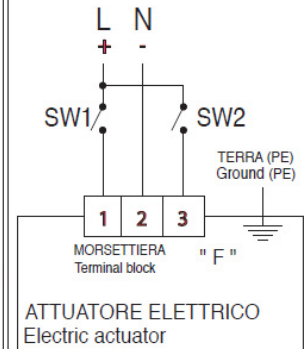 L N
+ -
SW1 SW2
TERRA (PE)
Ground (PE)
1 2 3
MORSETTIERA
Terminal block
" F "
ATTUATORE ELETTRICO
Electric actuator